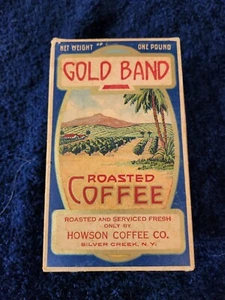 NET WEIGHT ONE POUND
GOLD BAND
ROASTED
COFFEE
ROASTED AND SERVICED FRESH
ONLY BY
HOWSON COFFEE CO.
SILVER CREEK, N.Y.